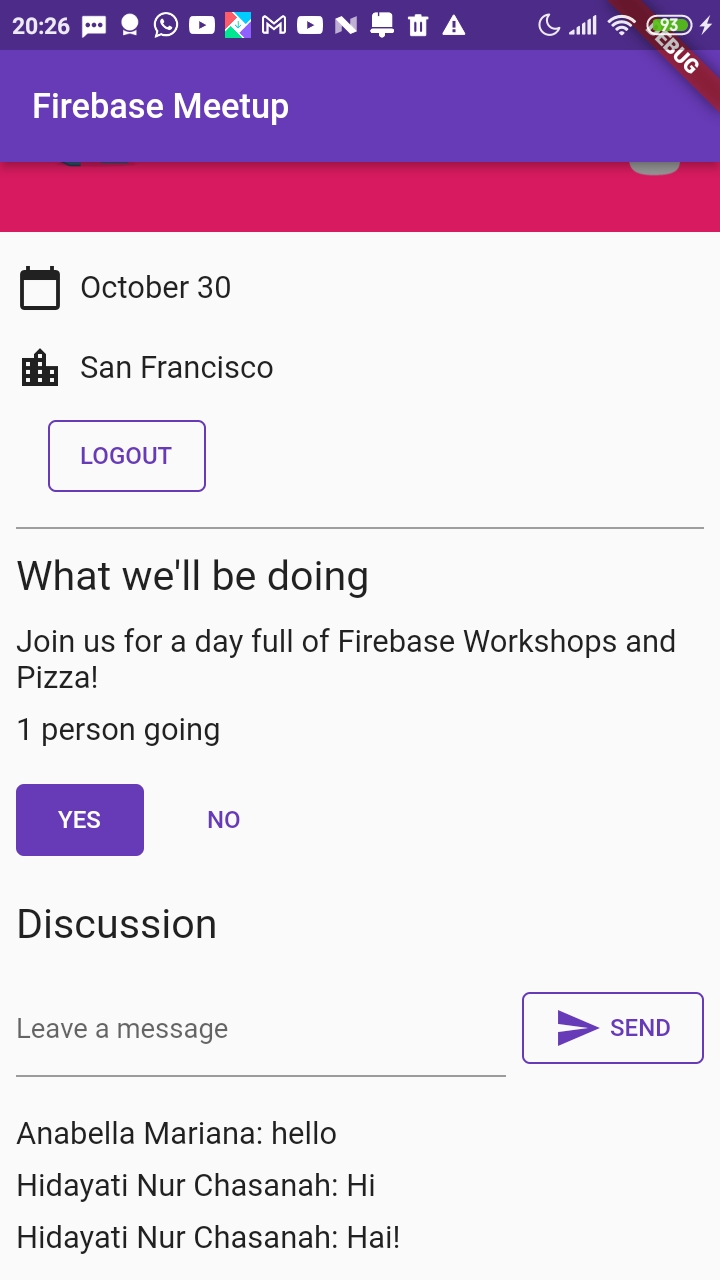 20:26
93
DEBUG
Firebase Meetup
October 30
San Francisco
LOGOUT
What we'll be doing
Join us for a day full of Firebase Workshops and
Pizza!
1 person going
YES NO
Discussion
Leave a message
SEND
Anabella Mariana: hello
Hidayati Nur Chasanah: Hi
Hidayati Nur Chasanah: Hai!